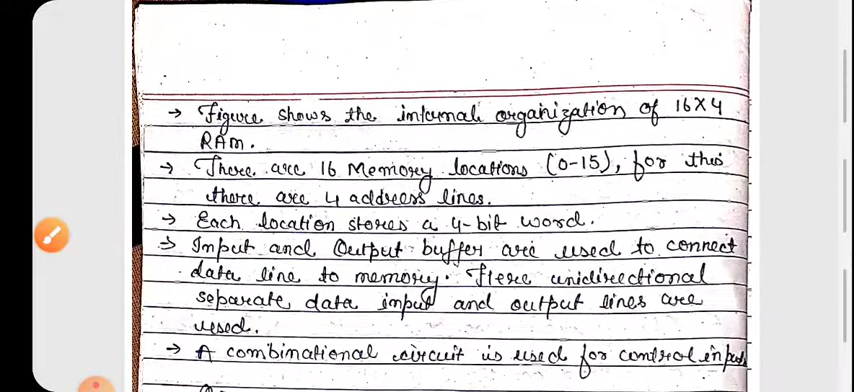 → Figure shows the internal organization of 16X4
RAM.
→ There are 16 Memory locations (0-15), for this
there are 4 address lines.
→ Each location stores a 4-bit word.
→ Input and Output buffer are used to connect
data line to memory. Here unidirectional
separate data input and output lines are
used.
→ A combinational circuit is used for control inputs